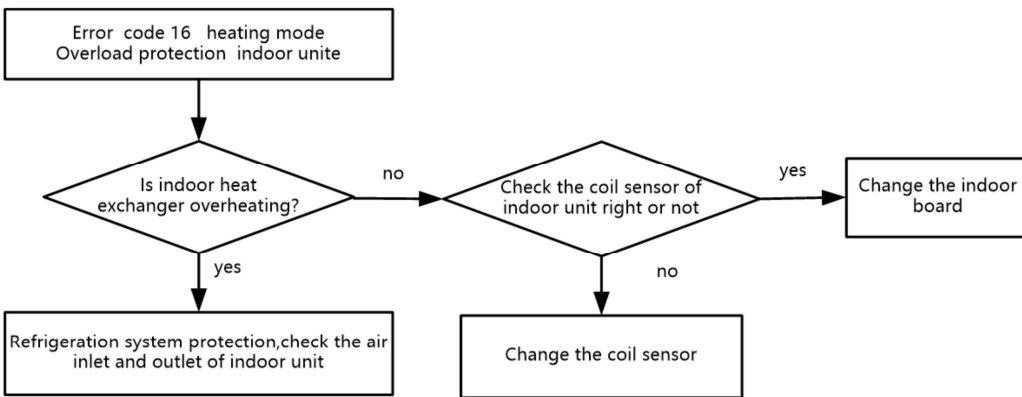 Error code 16 heating mode
Overload protection indoor unite
Is indoor heat
exchanger overheating?
no
Check the coil sensor of
indoor unit right or not
yes
Change the indoor
board
yes
no
Refrigeration system protection,check the air
inlet and outlet of indoor unit
Change the coil sensor